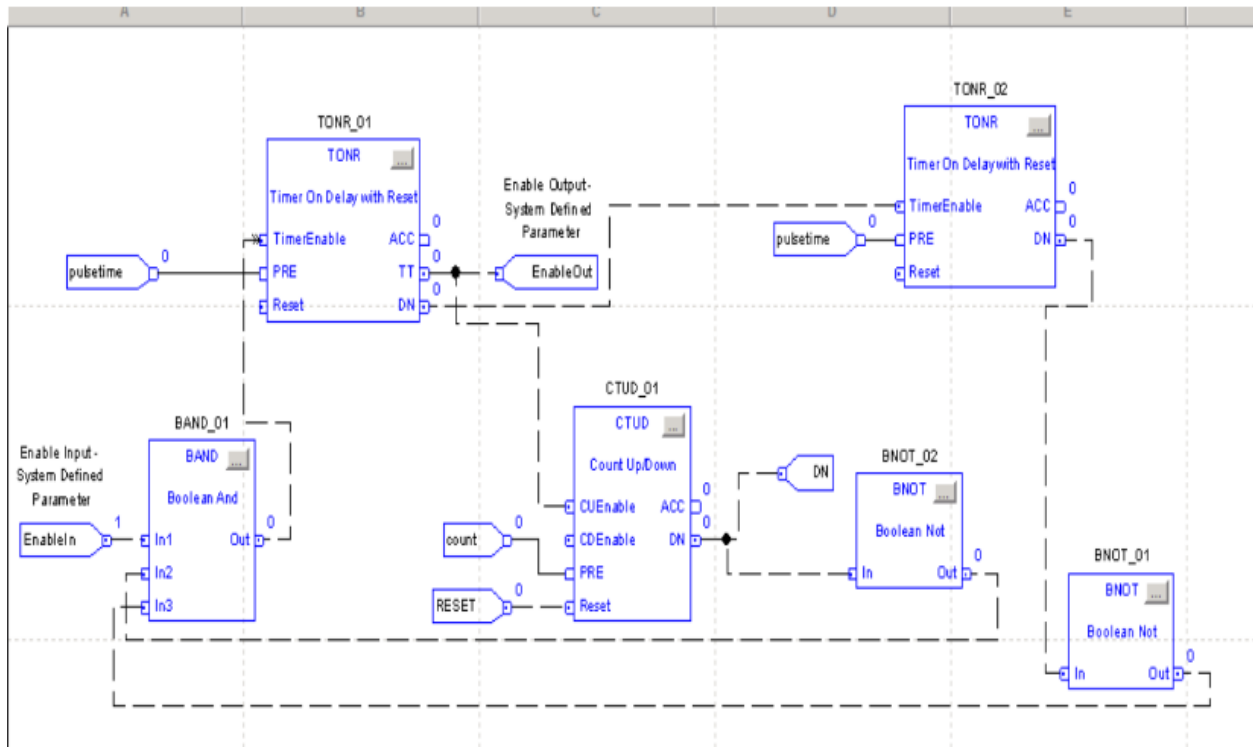 A B C D E
TONR_02
TONR
...
Timer On Delay with Reset
0
TimerEnable ACC
0 0
pulsetime PRE DN
Reset
TONR_01
TONR
...
Timer On Delay with Reset
0
TimerEnable ACC
0 0
pulsetime PRE TT
0
Reset DN
Enable Output-
System Defined
Parameter
EnableOut
BAND_01
BAND
...
Boolean And
Enable Input-
System Defined
Parameter
1 0
EnableIn In1 Out
In2
In3
CTUD_01
CTUD
...
Count Up/Down
0
CUEnable ACC
0 0
count CDEnable DN
PRE
0
RESET Reset
DN
BNOT_02
BNOT
...
Boolean Not
0
In Out
BNOT_01
BNOT
...
Boolean Not
0
In Out